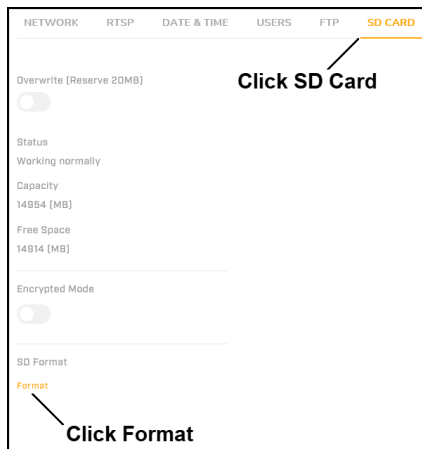 NETWORK RTSP DATE & TIME USERS FTP SD CARD
Click SD Card
Overwrite (Reserve 20MB)
Status
Working normally
Capacity
14954 (MB)
Free Space
14914 (MB)
Encrypted Mode
SD Format
Format
Click Format